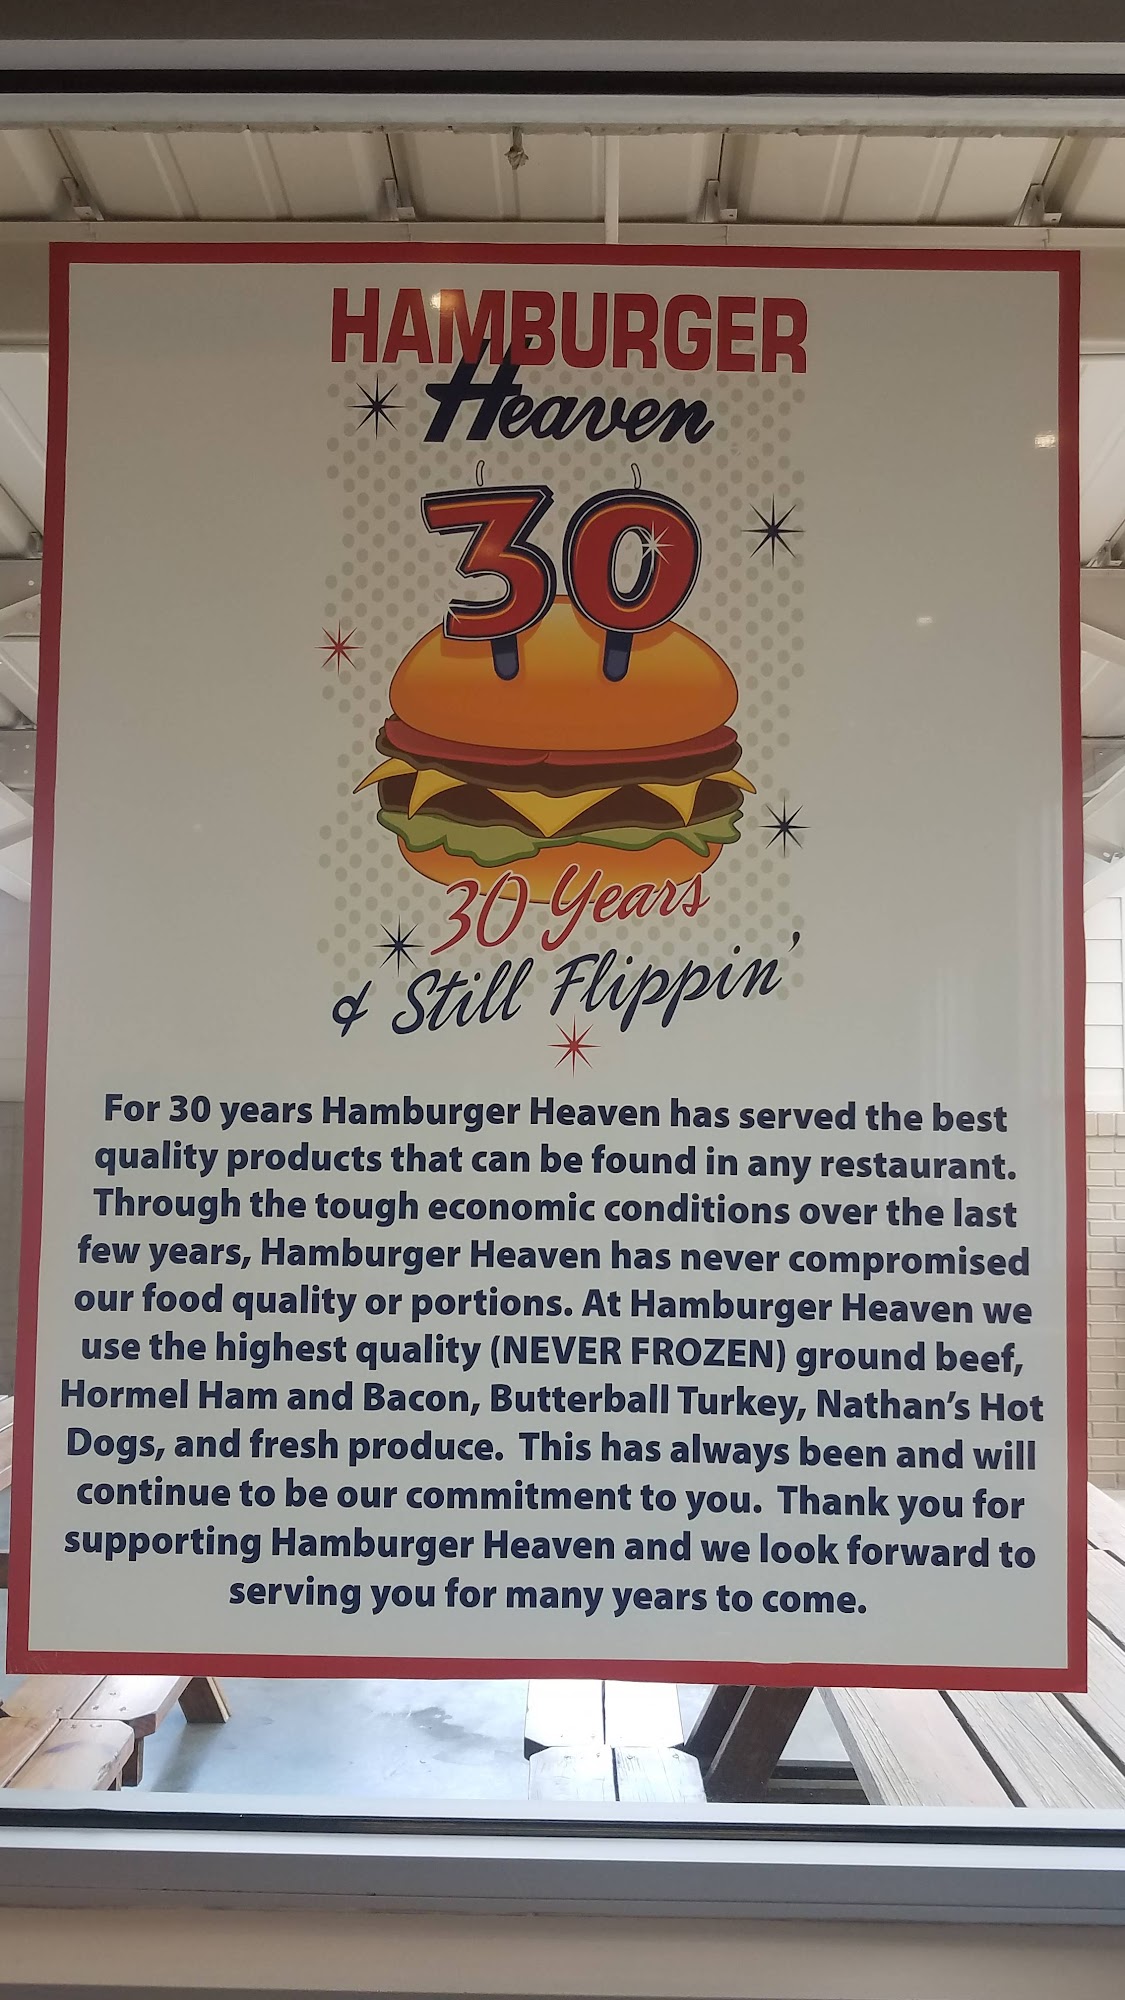 HAMBURGER
Heaven
30
30 Years
& Still Flippin'
For 30 years Hamburger Heaven has served the best
quality products that can be found in any restaurant.
Through the tough economic conditions over the last
few years, Hamburger Heaven has never compromised
our food quality or portions. At Hamburger Heaven we
use the highest quality (NEVER FROZEN) ground beef,
Hormel Ham and Bacon, Butterball Turkey, Nathan's Hot
Dogs, and fresh produce. This has always been and will
continue to be our commitment to you. Thank you for
supporting Hamburger Heaven and we look forward to
serving you for many years to come.